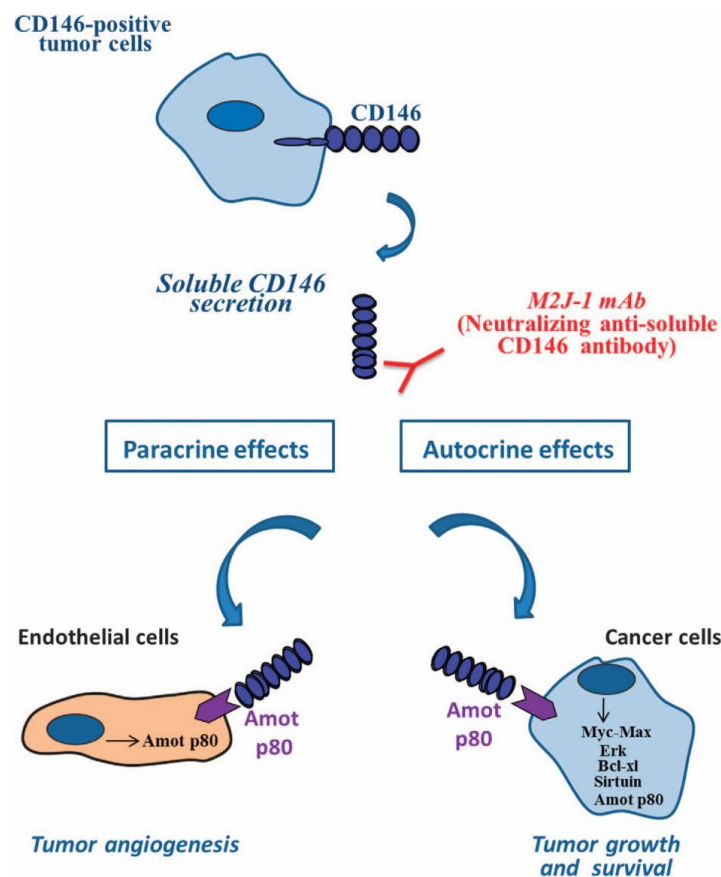 CD146-positive
tumor cells
CD146
Soluble CD146
secretion
M2J-1 mAb
(Neutralizing anti-soluble
CD146 antibody)
Paracrine effects
Autocrine effects
Endothelial cells
Amot p80
Amot
p80
Tumor angiogenesis
Cancer cells
Amot
p80
Myc-Max
Erk
Bcl-xl
Sirtuin
Amot p80
Tumor growth
and survival